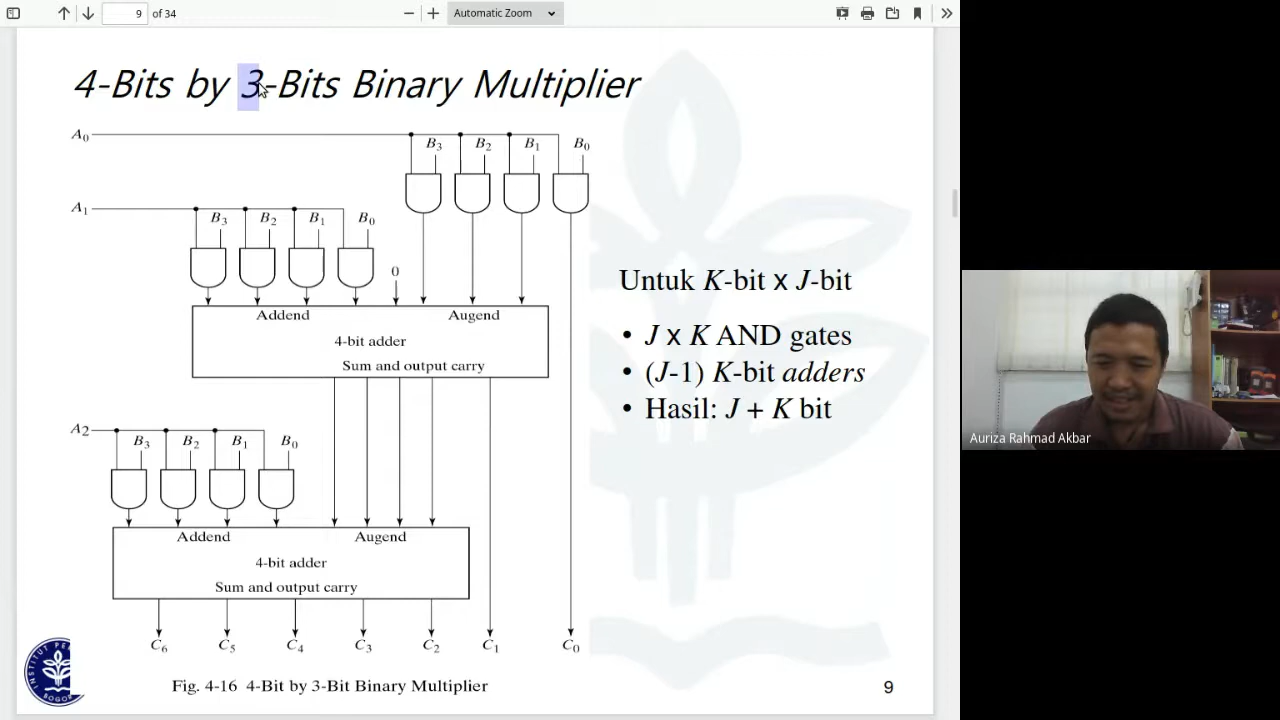 9 of 34
Automatic Zoom
4-Bits by 3-Bits Binary Multiplier
A0
B3 B2 B1 B0
A1
B3 B2 B1 B0
0
Addend Augend
4-bit adder
Sum and output carry
A2
B3 B2 B1 B0
Addend Augend
4-bit adder
Sum and output carry
C6 C5 C4 C3 C2 C1 C0
Fig. 4-16 4-Bit by 3-Bit Binary Multiplier
Untuk K-bit x J-bit
• J x K AND gates
• (J-1) K-bit adders
• Hasil: J + K bit
9
INSTITUT PE
BOGOR
Auriza Rahmad Akbar